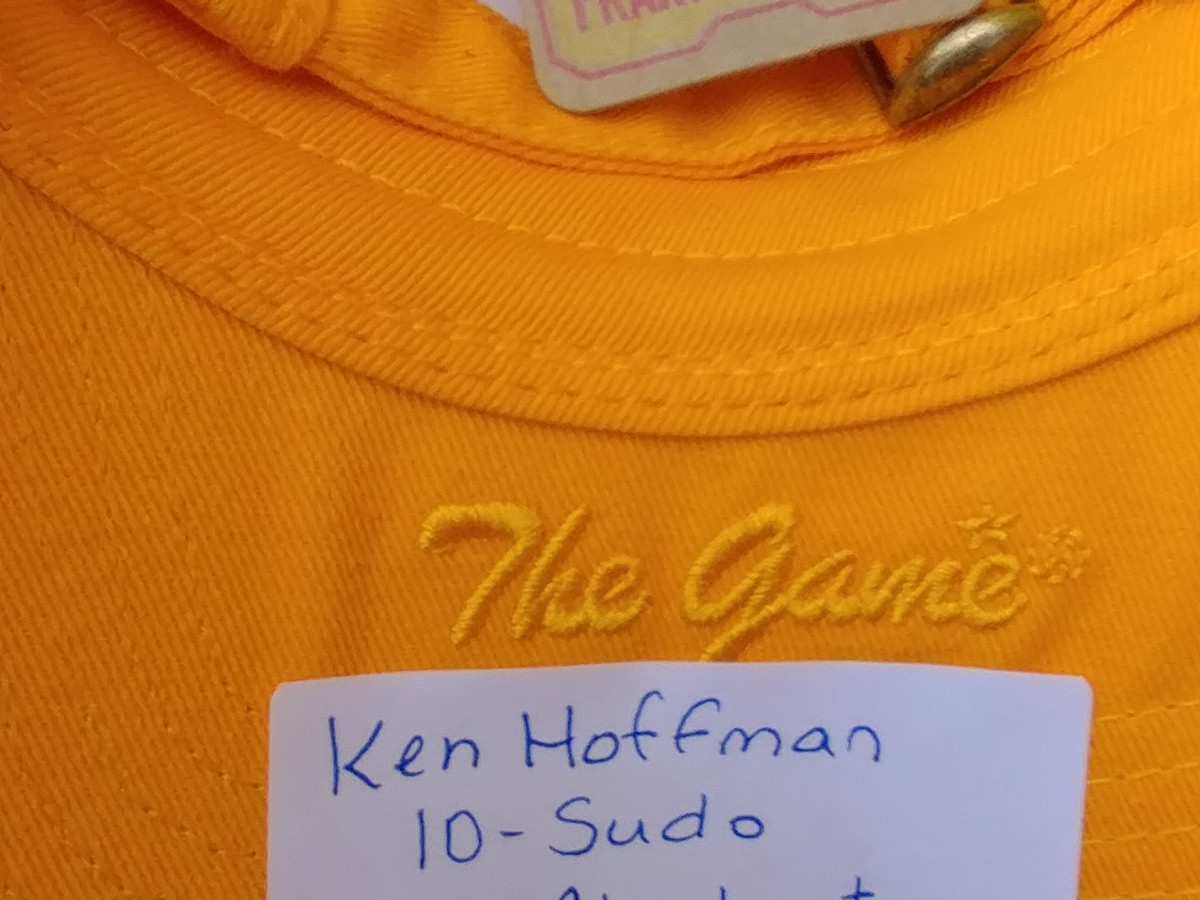 The Game
Ken Hoffman
10-Sudo